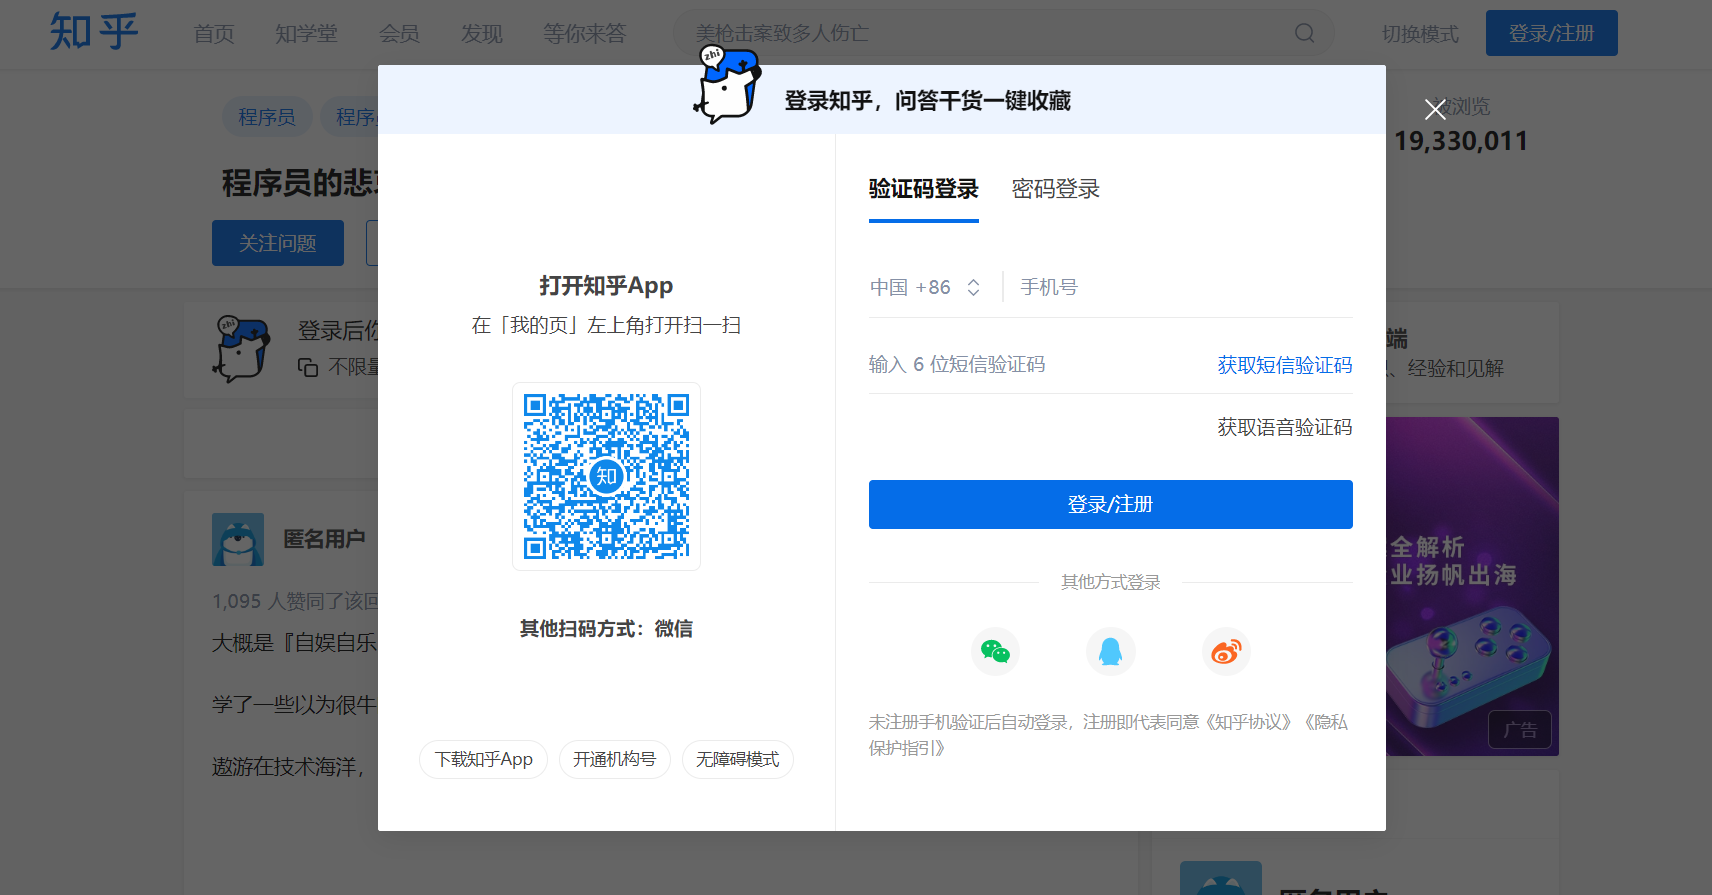 知乎
首页 知学堂 会员 发现 等你来答
美枪击案致多人伤亡
切换模式
登录/注册
程序员
被浏览
19,330,011
程序员的悲
关注问题
zhi
登录后你
不限量
端
、经验和见解
匿名用户
1,095 人赞同了该回
大概是『自娱自乐
学了一些以为很牛
遨游在技术海洋，
zhi
登录知乎，问答干货一键收藏
打开知乎App
在「我的页」左上角打开扫一扫
知
其他扫码方式：微信
下载知乎App 开通机构号 无障碍模式
验证码登录 密码登录
中国 +86 手机号
输入 6 位短信验证码 获取短信验证码
获取语音验证码
登录/注册
其他方式登录
未注册手机验证后自动登录，注册即代表同意《知乎协议》《隐私
保护指引》
全解析
业扬帆出海
广告
匿名用户